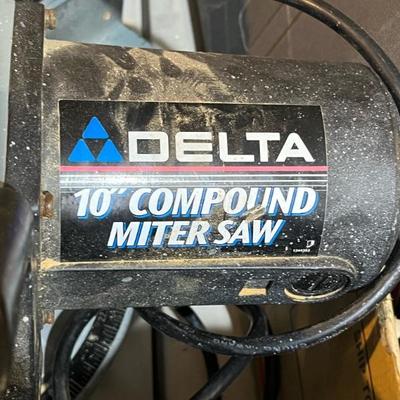 DELTA
10" COMPOUND
MITER SAW